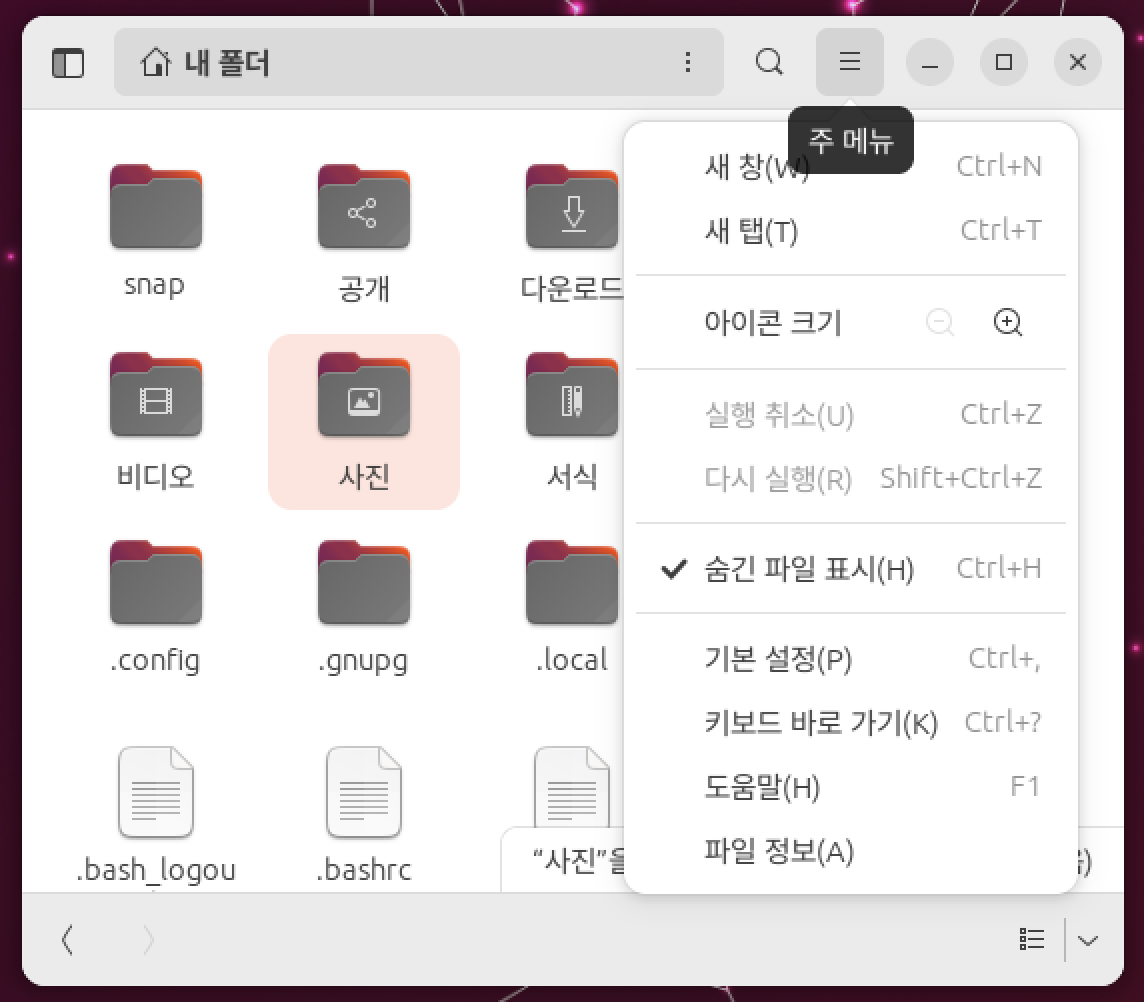 내 폴더
주 메뉴
새 창(W) Ctrl+N
새 탭(T) Ctrl+T
아이콘 크기
실행 취소(U) Ctrl+Z
다시 실행(R) Shift+Ctrl+Z
숨긴 파일 표시(H) Ctrl+H
기본 설정(P) Ctrl+,
키보드 바로 가기(K) Ctrl+?
도움말(H) F1
파일 정보(A)
snap 공개 다운로드
비디오 사진 서식
.config .gnupg .local
.bash_logou .bashrc
“사진”을